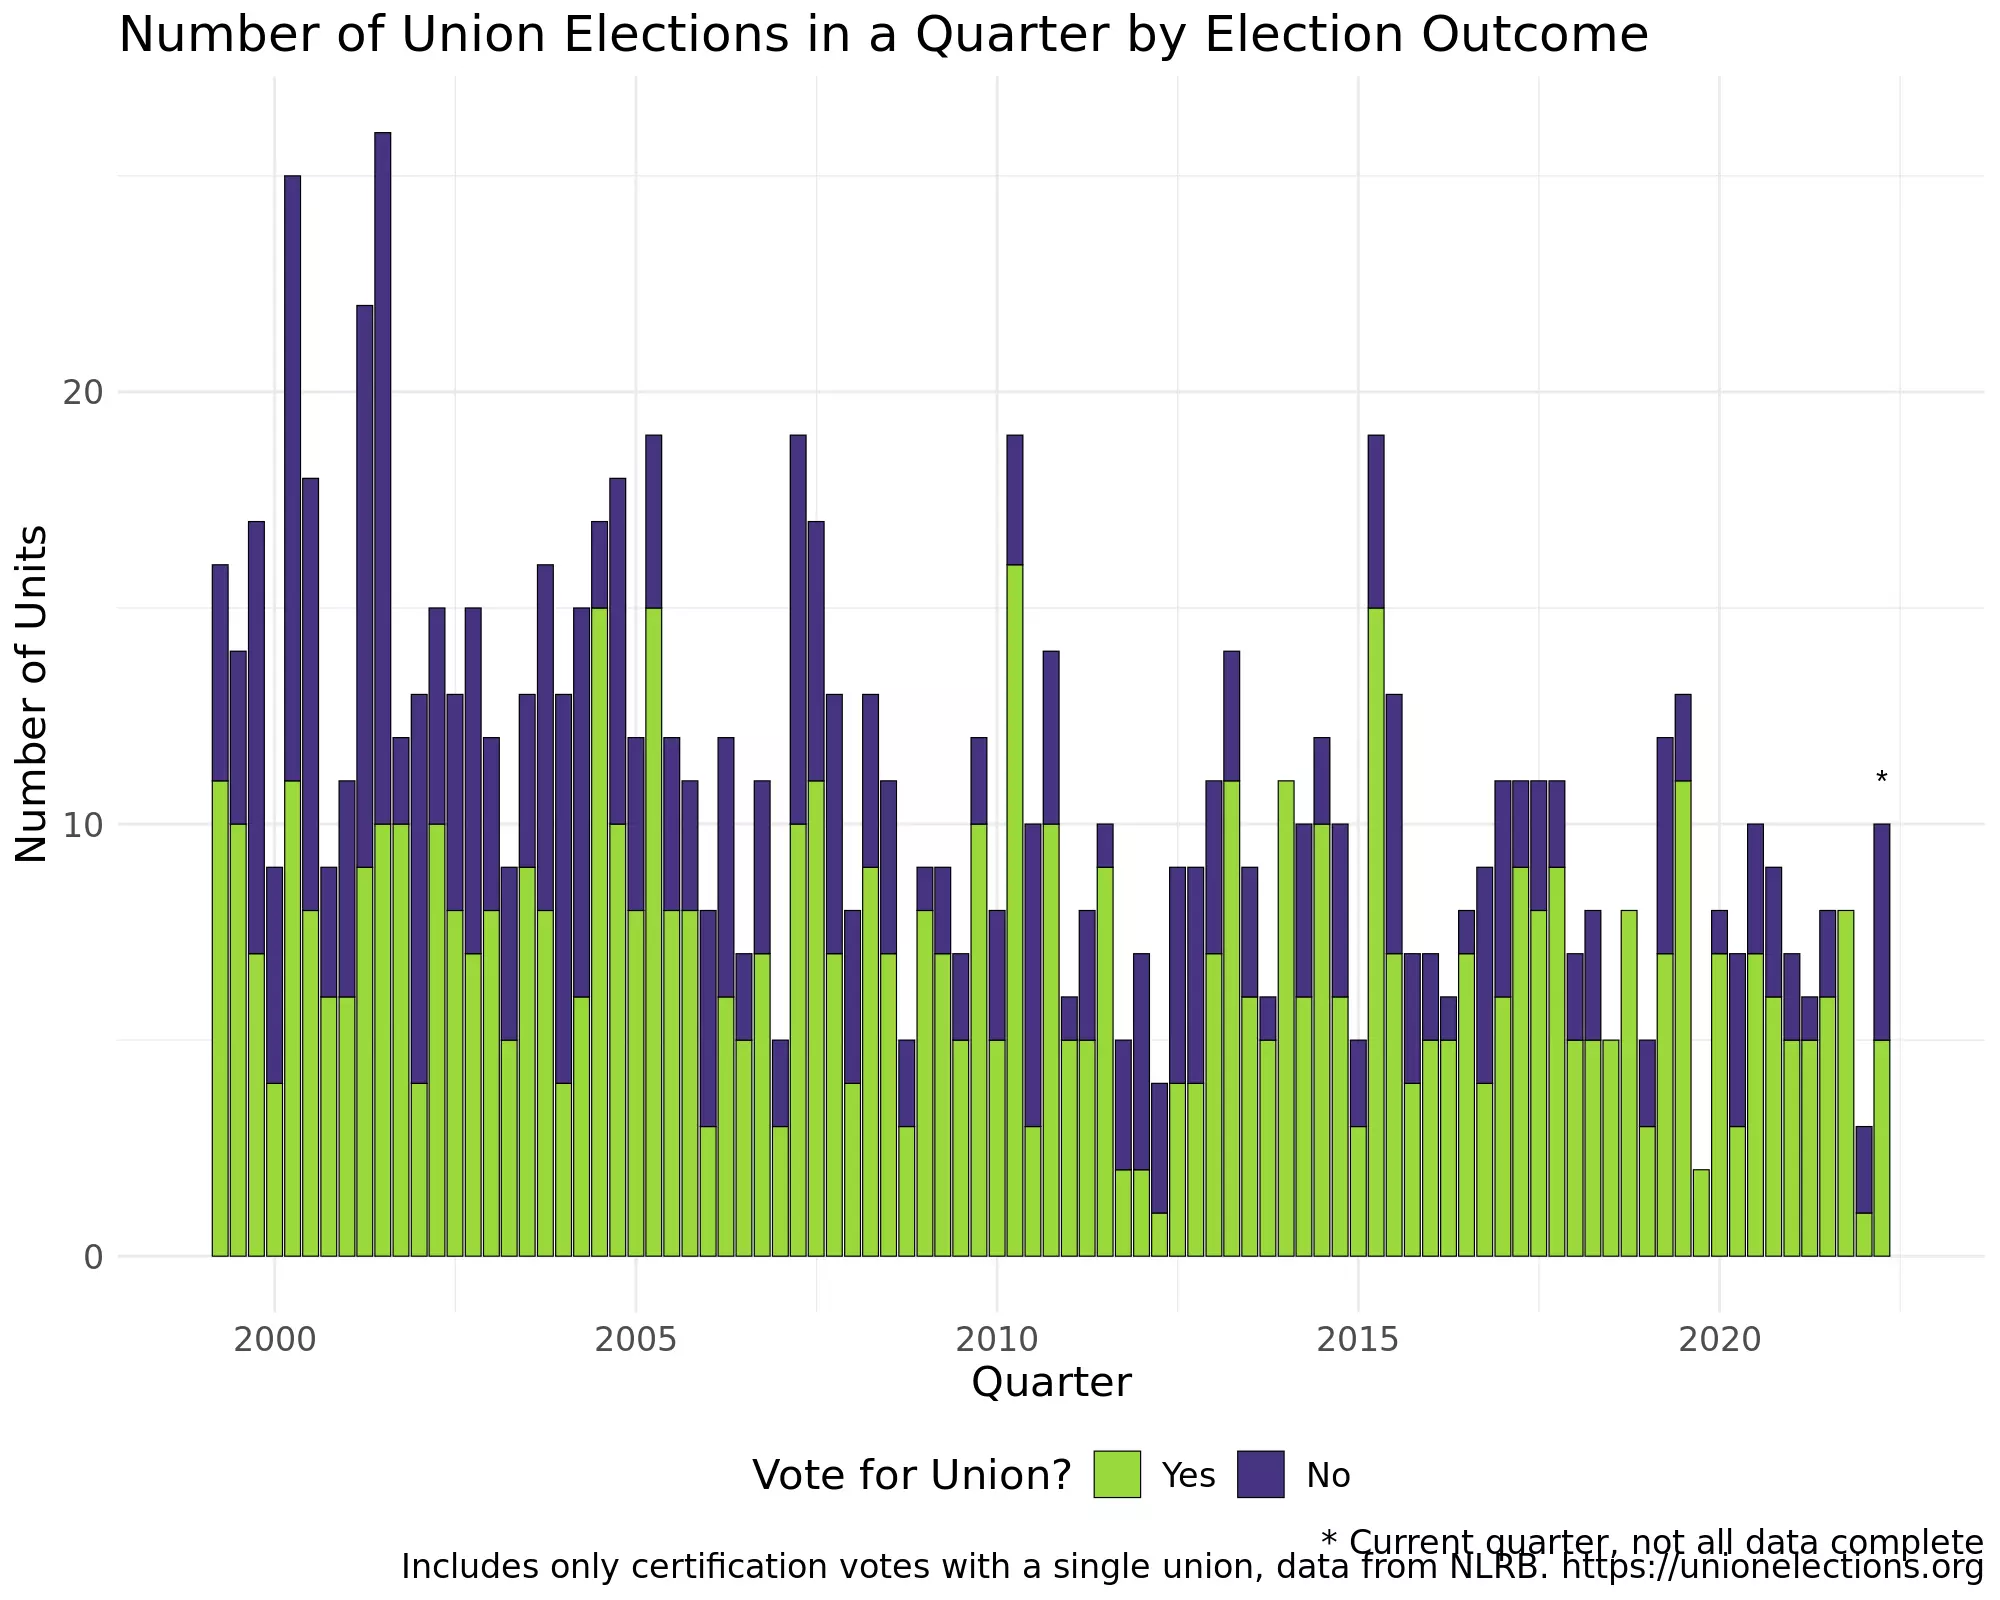 Number of Union Elections in a Quarter by Election Outcome
Number of Units
20
10
0
*
2000 2005 2010 2015 2020
Quarter
Vote for Union? Yes No
* Current quarter, not all data complete
Includes only certification votes with a single union, data from NLRB. https://unionelections.org